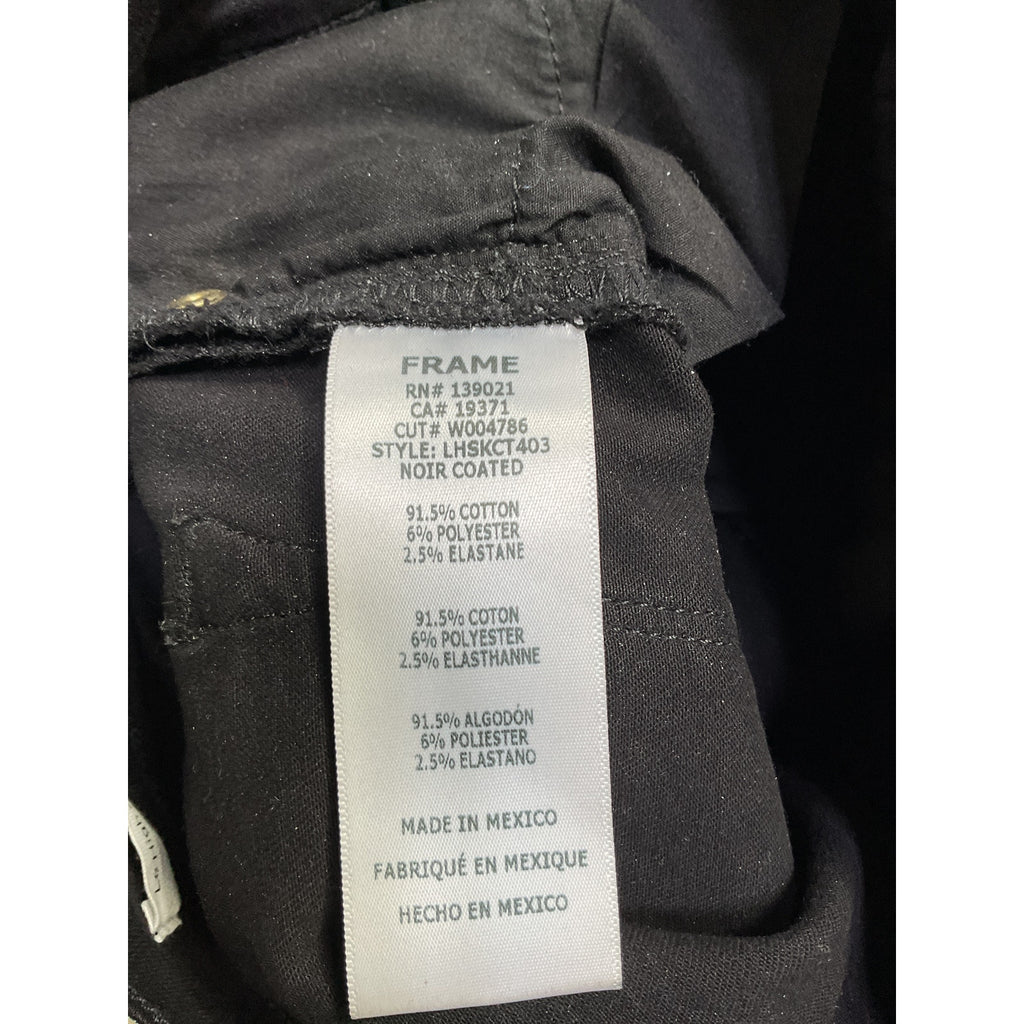 FRAME
RN# 139021
CA# 19371
CUT# W004786
STYLE: LHSKCT403
NOIR COATED
91.5% COTTON
6% POLYESTER
2.5% ELASTANE
91.5% COTON
6% POLYESTER
2.5% ELASTHANNE
91.5% ALGODÓN
6% POLIESTER
2.5% ELASTANO
MADE IN MEXICO
FABRIQUÉ EN MEXIQUE
HECHO EN MEXICO